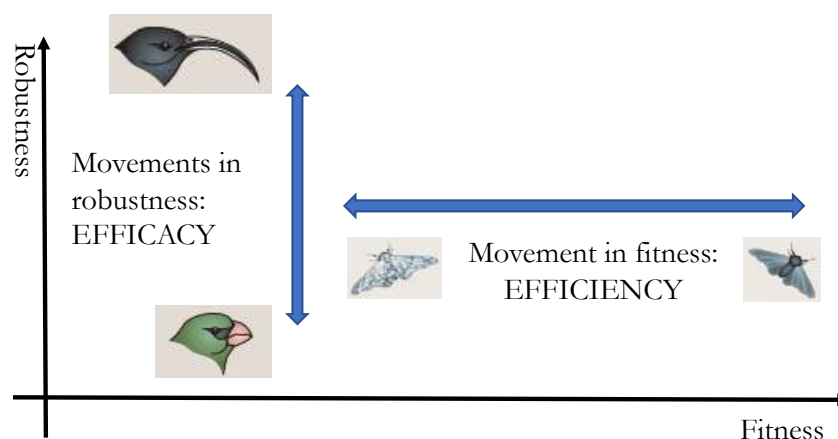 Robustness
Movements in
robustness:
EFFICACY
Movement in fitness:
EFFICIENCY
Fitness